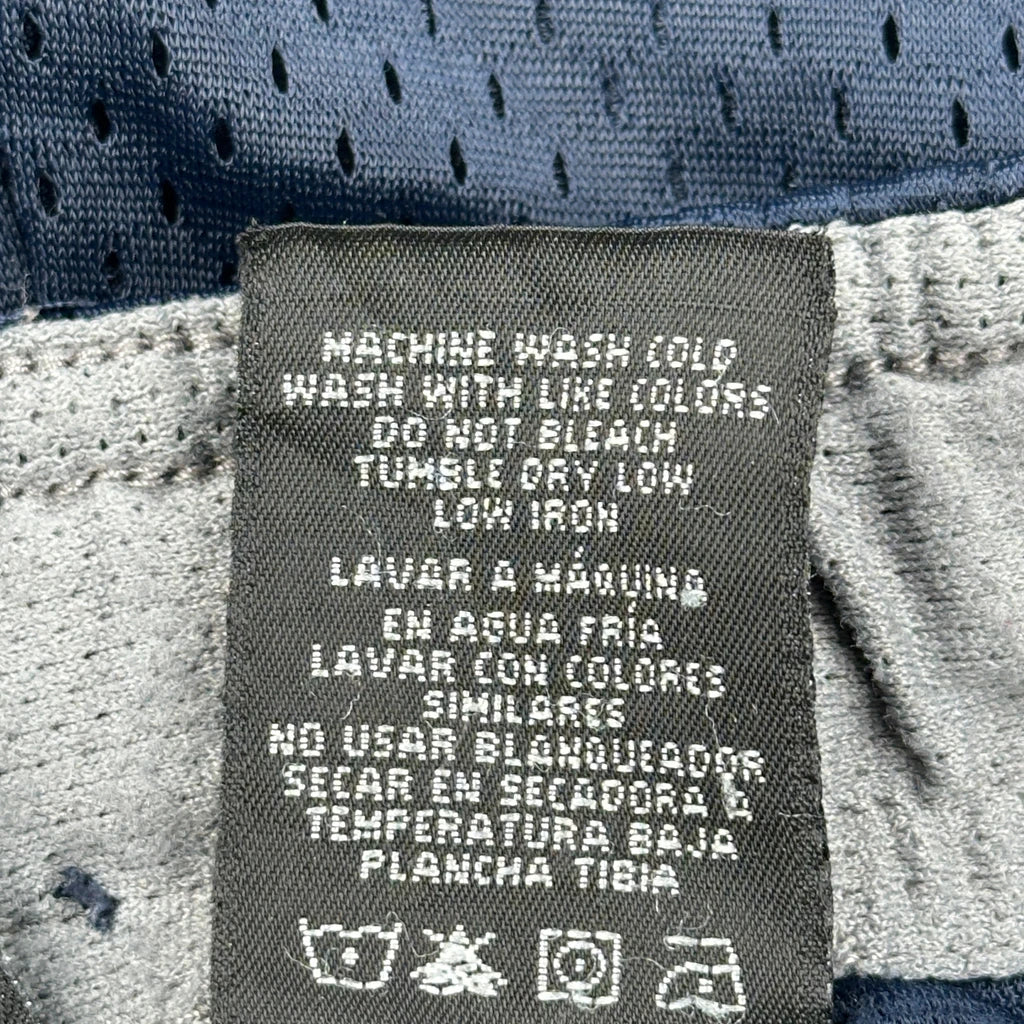 MACHINE WASH COLD
WASH WITH LIKE COLORS
DO NOT BLEACH
TUMBLE DRY LOW
LOW IRON
LAVAR A MÁQUINA
EN AGUA FRÍA
LAVAR CON COLORES
SIMILARES
NO USAR BLANQUEADOR
SECAR EN SECADORA A
TEMPERATURA BAJA
PLANCHA TIBIA